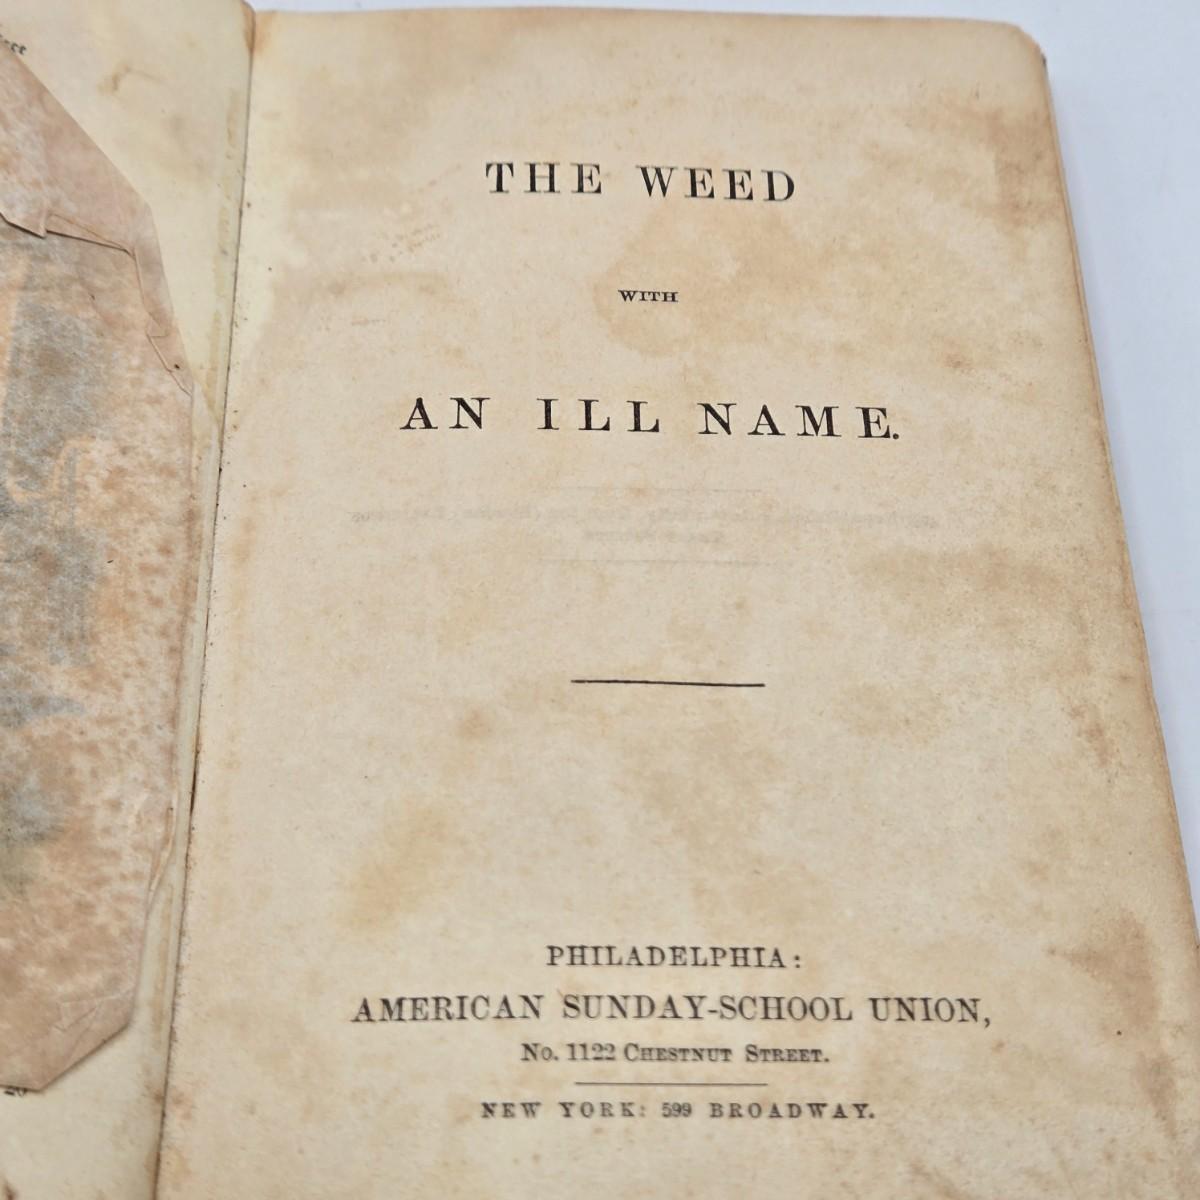 THE WEED
WITH
AN ILL NAME.
PHILADELPHIA:
AMERICAN SUNDAY-SCHOOL UNION,
No. 1122 CHESTNUT STREET.
NEW YORK: 599 BROADWAY.